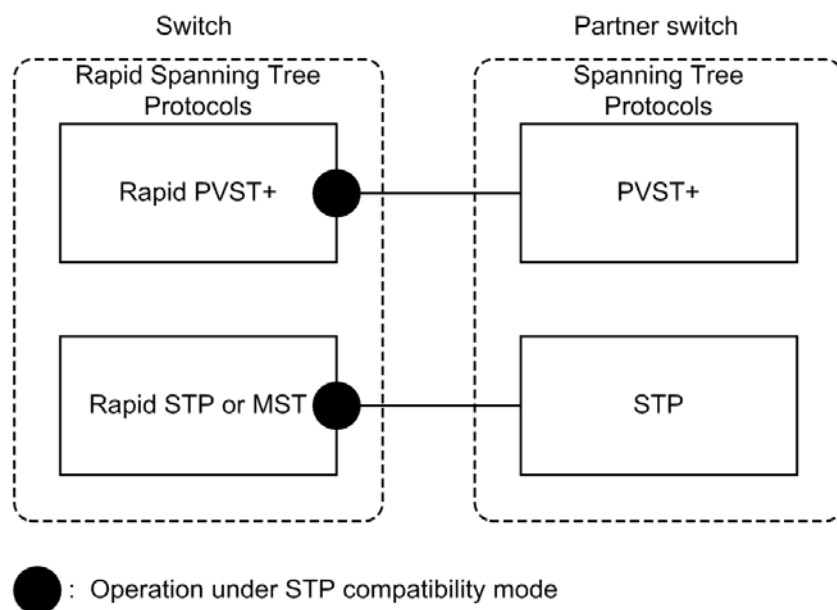 Switch
Partner switch
Rapid Spanning Tree
Protocols
Spanning Tree
Protocols
Rapid PVST+
PVST+
Rapid STP or MST
STP
: Operation under STP compatibility mode